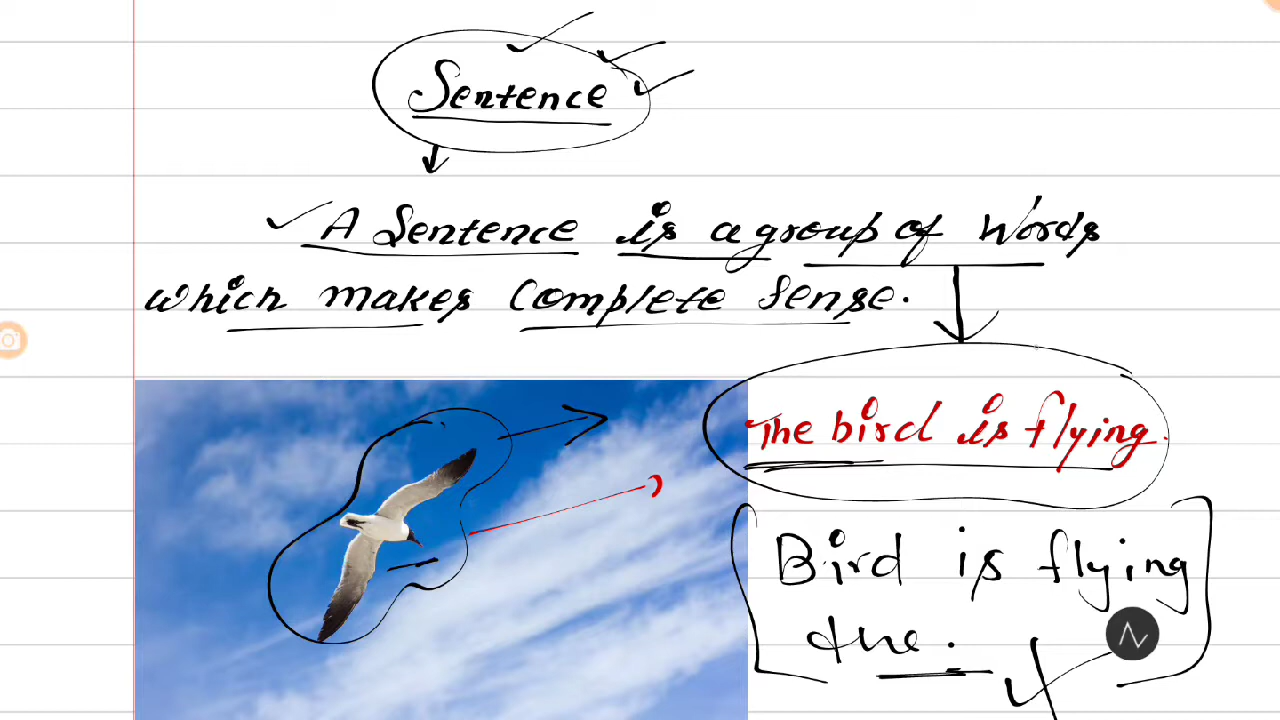 Sentence
A Sentence is a group of Words
which makes Complete Sense.
The bird is flying.
Bird is flying
the.